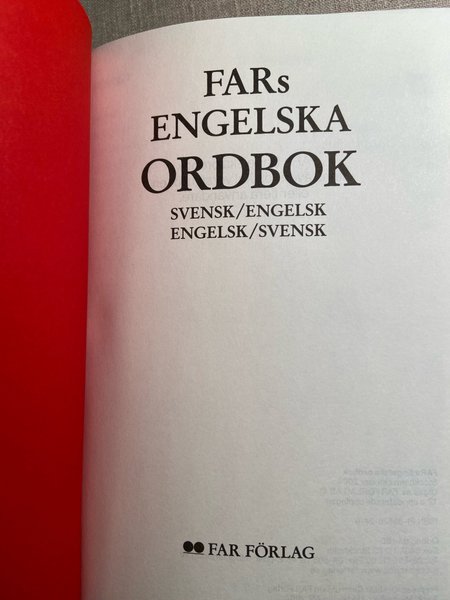 FARs
ENGELSKA
ORDBOK
SVENSK/ENGELSK
ENGELSK/SVENSK
FAR FÖRLAG